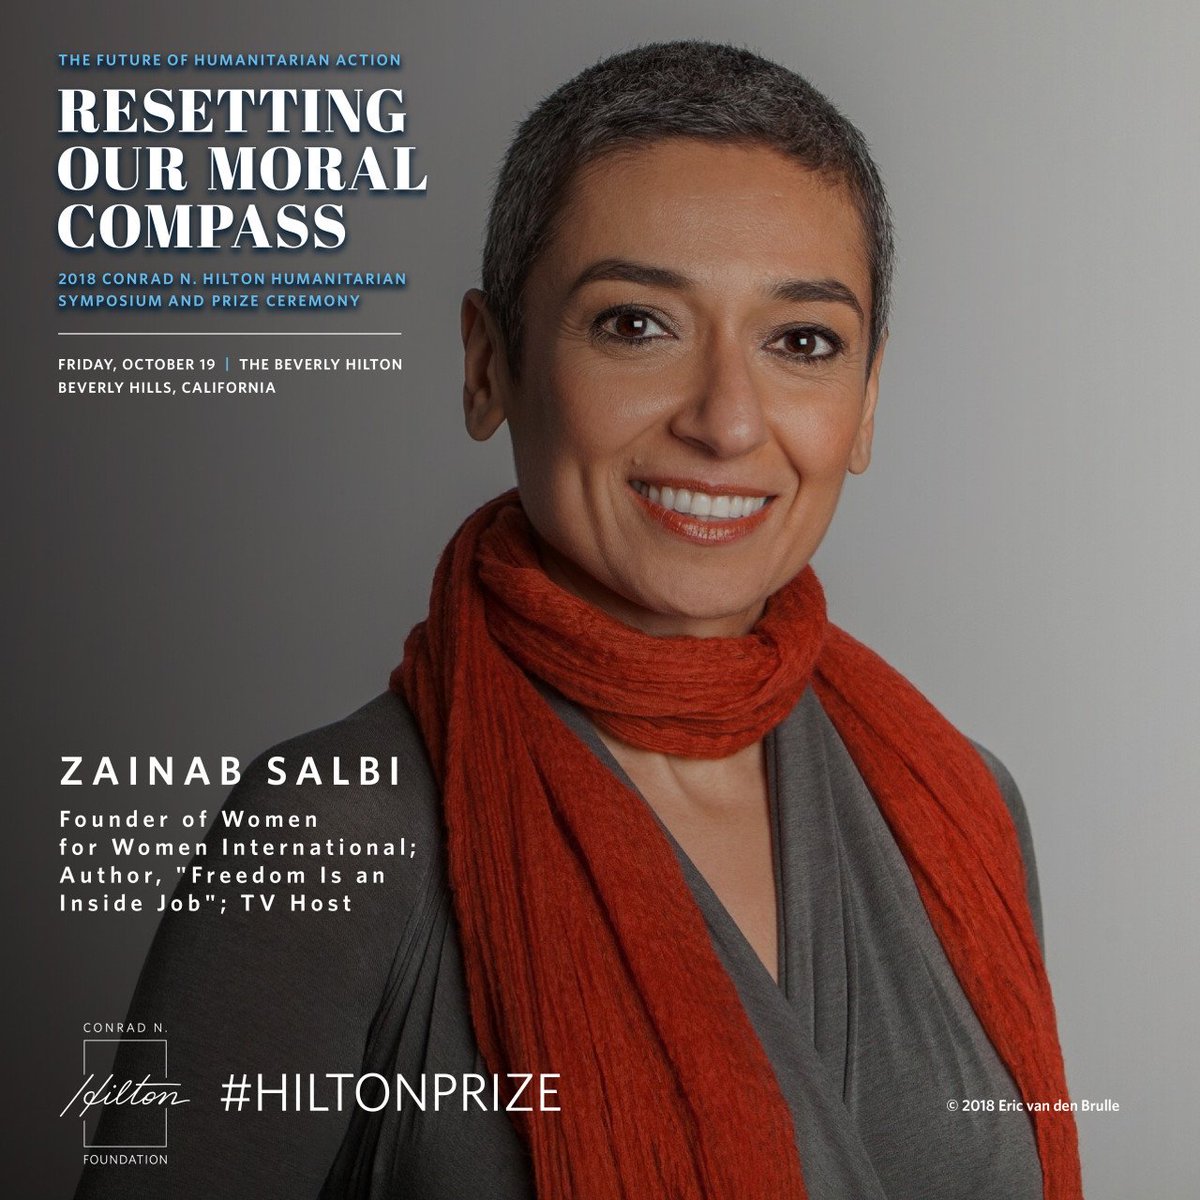 THE FUTURE OF HUMANITARIAN ACTION
RESETTING
OUR MORAL
COMPASS
2018 CONRAD N. HILTON HUMANITARIAN
SYMPOSIUM AND PRIZE CEREMONY
FRIDAY, OCTOBER 19 | THE BEVERLY HILTON
BEVERLY HILLS, CALIFORNIA
ZAINAB SALBI
Founder of Women
for Women International;
Author, "Freedom Is an
Inside Job"; TV Host
CONRAD N.
Hilton
FOUNDATION
#HILTONPRIZE
© 2018 Eric van den Brulle